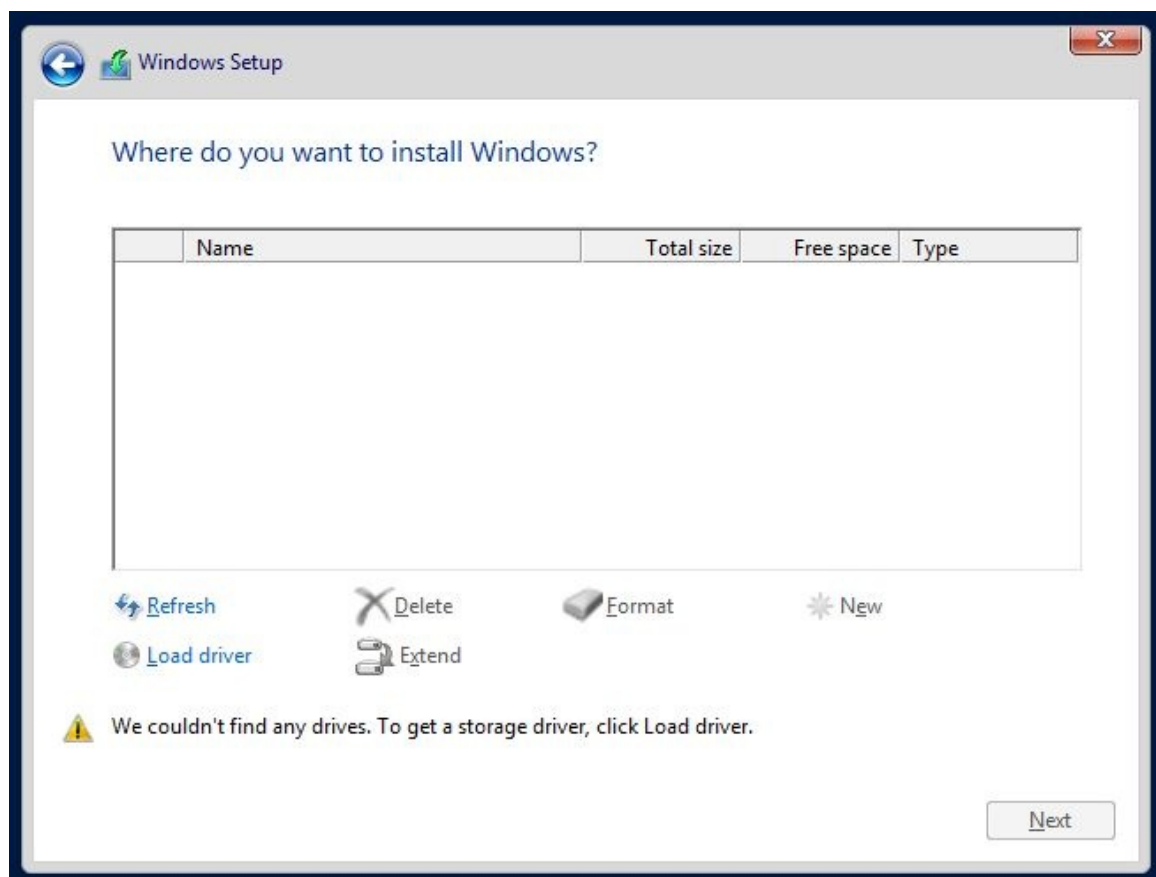 Windows Setup
X
Where do you want to install Windows?
Name Total size Free space Type
Refresh Delete Format New
Load driver Extend
We couldn't find any drives. To get a storage driver, click Load driver.
Next